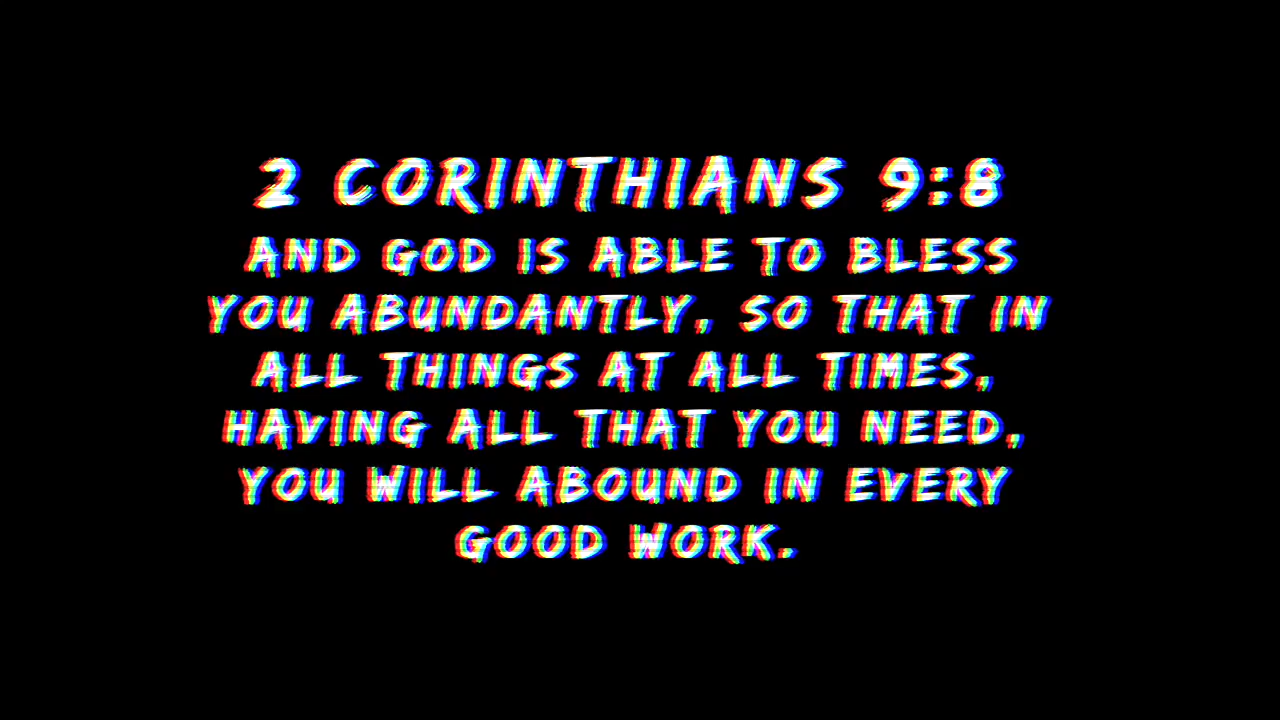 2 CORINTHIANS 9:8
AND GOD IS ABLE TO BLESS
YOU ABUNDANTLY, SO THAT IN
ALL THINGS AT ALL TIMES,
HAVING ALL THAT YOU NEED,
YOU WILL ABOUND IN EVERY
GOOD WORK.